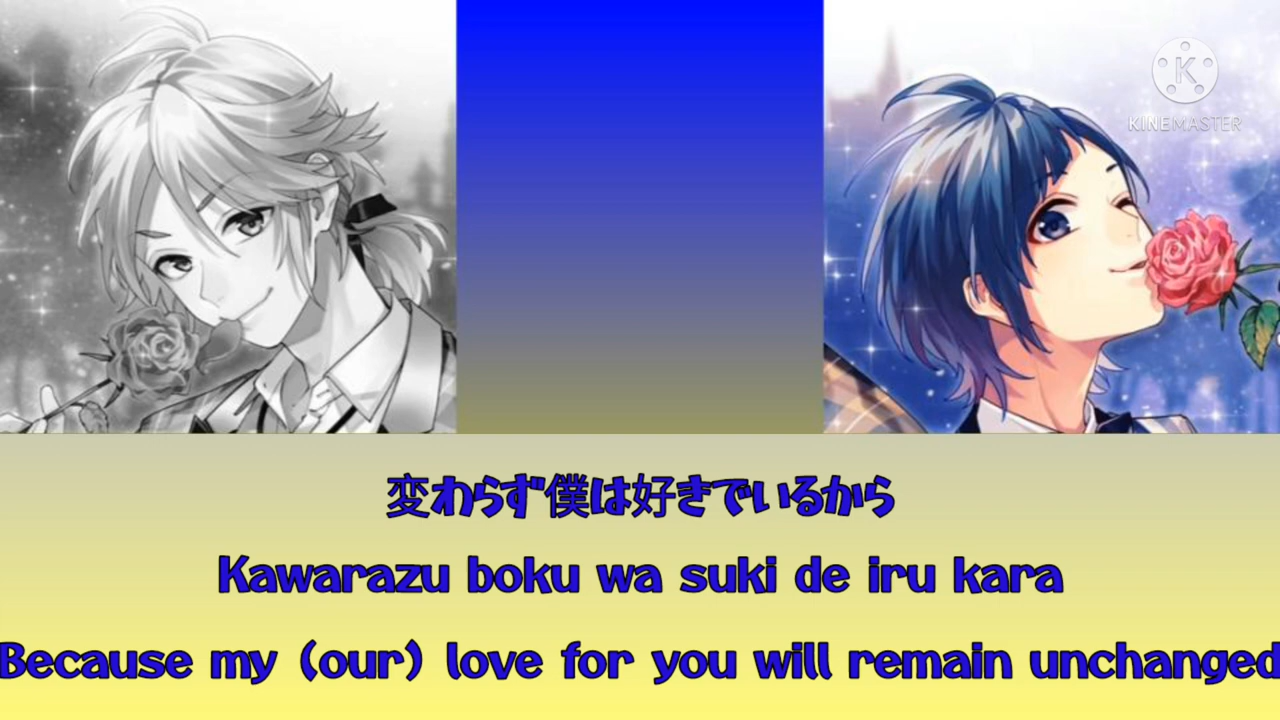 K
KINEMASTER
変わらず僕は好きでいるから
Kawarazu boku wa suki de iru kara
Because my (our) love for you will remain unchanged